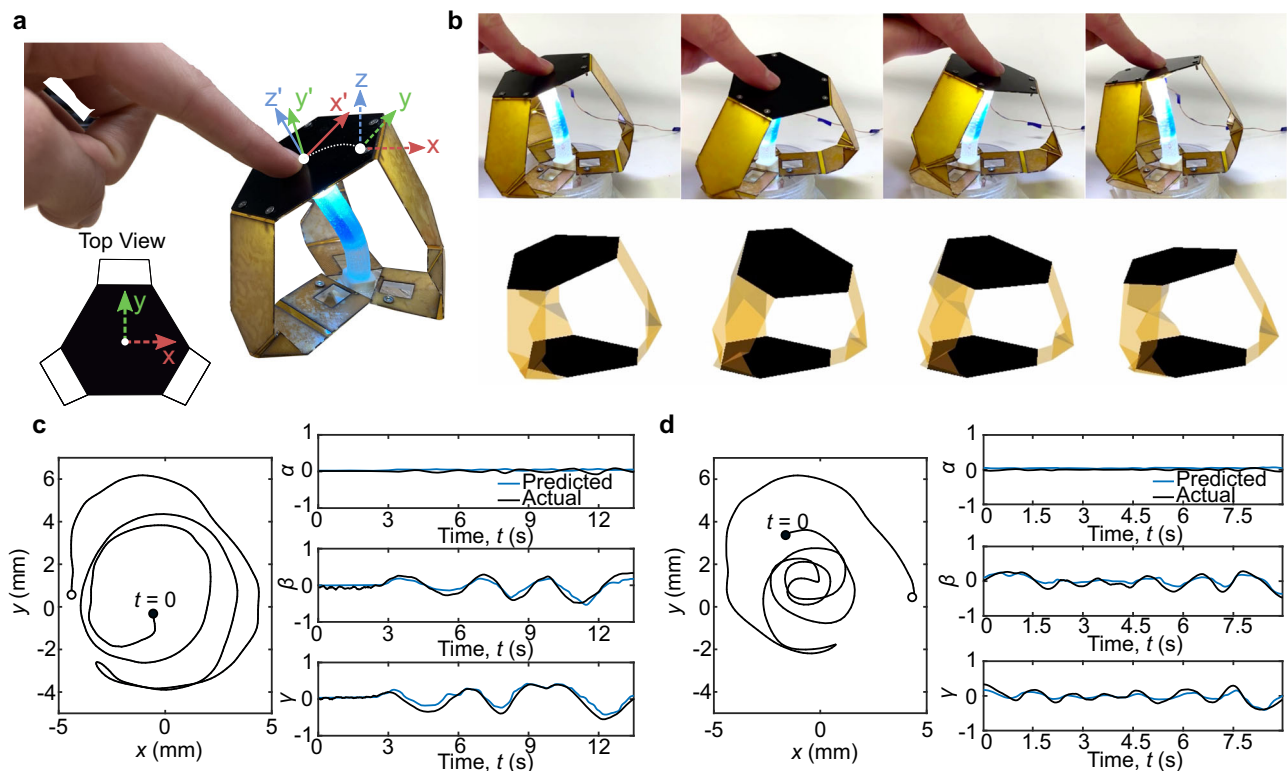 a
z'
y'
x'
z
y
x
Top View
y
x
b
c
6
4
2
0
-2
-4
y (mm)
t = 0
-5
0
5
x (mm)
1
0
-1
α
Predicted
Actual
0
3
6
9
12
Time, t (s)
1
0
-1
β
0
3
6
9
12
Time, t (s)
1
0
-1
γ
0
3
6
9
12
Time, t (s)
d
6
4
2
0
-2
-4
y (mm)
t = 0
-5
0
5
x (mm)
1
0
-1
α
Predicted
Actual
0
1.5
3
4.5
6
7.5
Time, t (s)
1
0
-1
β
0
1.5
3
4.5
6
7.5
Time, t (s)
1
0
-1
γ
0
1.5
3
4.5
6
7.5
Time, t (s)